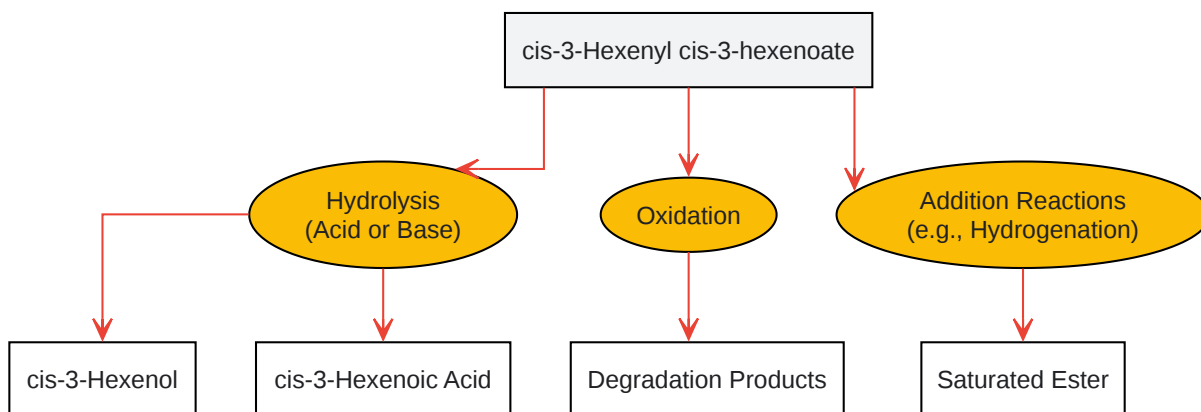 cis-3-Hexenyl cis-3-hexenoate
Hydrolysis
(Acid or Base)
Oxidation
Addition Reactions
(e.g., Hydrogenation)
cis-3-Hexenol
cis-3-Hexenoic Acid
Degradation Products
Saturated Ester